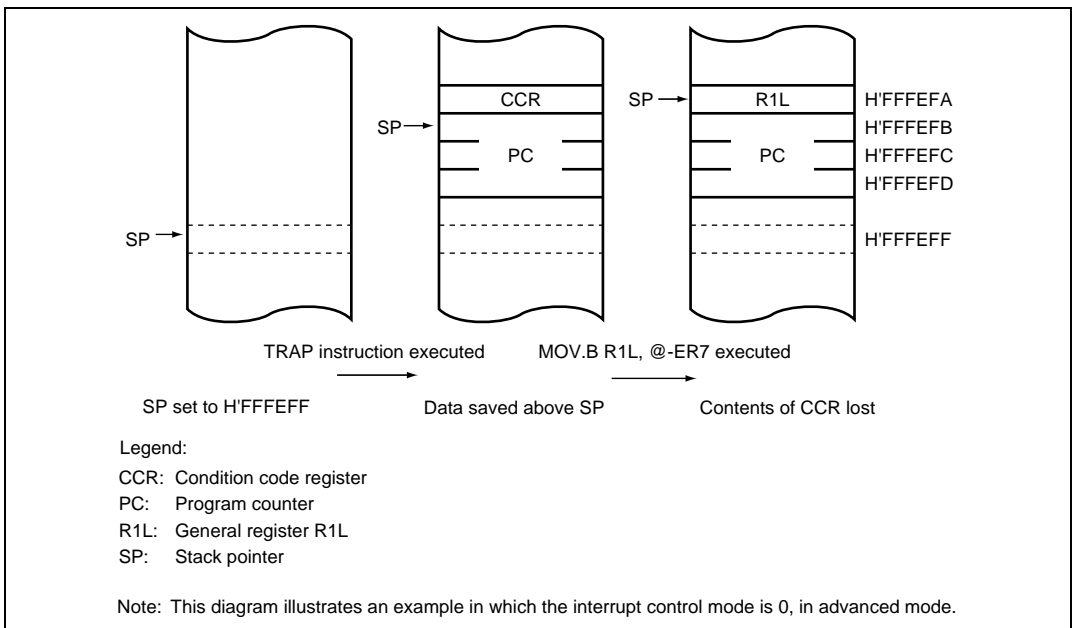 CCR
SP
R1L
H'FFFEFA
SP
H'FFFEFB
PC
PC
H'FFFEFC
H'FFFEFD
SP
H'FFFEFF
TRAP instruction executed
MOV.B R1L, @-ER7 executed
SP set to H'FFFEFF
Data saved above SP
Contents of CCR lost
Legend:
CCR: Condition code register
PC: Program counter
R1L: General register R1L
SP: Stack pointer
Note: This diagram illustrates an example in which the interrupt control mode is 0, in advanced mode.